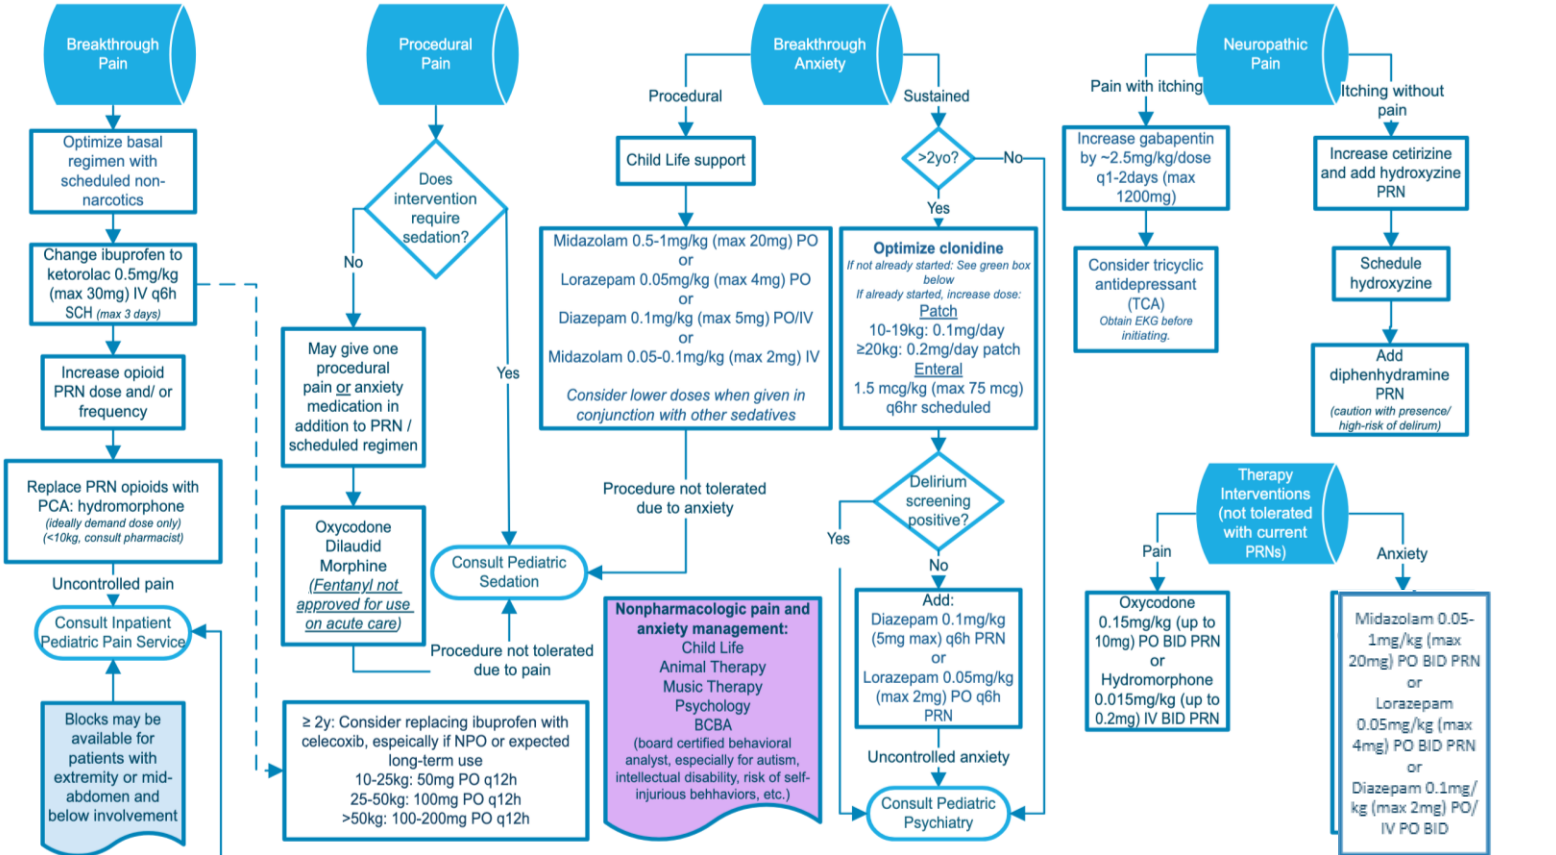 Breakthrough
Pain
Optimize basal
regimen with
scheduled non-
narcotics
Change ibuprofen to
ketorolac 0.5mg/kg
(max 30mg) IV q6h
SCH (max 3 days)
Increase opioid
PRN dose and/ or
frequency
Replace PRN opioids with
PCA: hydromorphone
(ideally demand dose only)
(<10kg, consult pharmacist)
Uncontrolled pain
Consult Inpatient
Pediatric Pain Service
Blocks may be
available for
patients with
extremity or mid-
abdomen and
below involvement
Procedural
Pain
Does
intervention
require
sedation?
No
Yes
May give one
procedural
pain or anxiety
medication in
addition to PRN /
scheduled regimen
Oxycodone
Dilaudid
Morphine
(Fentanyl not
approved for use
on acute care)
Consult Pediatric
Sedation
Procedure not tolerated
due to pain
≥ 2y: Consider replacing ibuprofen with
celecoxib, espeically if NPO or expected
long-term use
10-25kg: 50mg PO q12h
25-50kg: 100mg PO q12h
>50kg: 100-200mg PO q12h
Breakthrough
Anxiety
Procedural
Sustained
Child Life support
Midazolam 0.5-1mg/kg (max 20mg) PO
or
Lorazepam 0.05mg/kg (max 4mg) PO
or
Diazepam 0.1mg/kg (max 5mg) PO/IV
or
Midazolam 0.05-0.1mg/kg (max 2mg) IV
Consider lower doses when given in
conjunction with other sedatives
Procedure not tolerated
due to anxiety
Nonpharmacologic pain and
anxiety management:
Child Life
Animal Therapy
Music Therapy
Psychology
BCBA
(board certified behavioral
analyst, especially for autism,
intellectual disability, risk of self-
injurious behhaviors, etc.)
>2yo?
No
Yes
Optimize clonidine
If not already started: See green box
below
If already started, increase dose:
Patch
10-19kg: 0.1mg/day
≥20kg: 0.2mg/day patch
Enteral
1.5 mcg/kg (max 75 mcg)
q6hr scheduled
Delirium
screening
positive?
Yes
No
Add:
Diazepam 0.1mg/kg
(5mg max) q6h PRN
or
Lorazepam 0.05mg/kg
(max 2mg) PO q6h
PRN
Uncontrolled anxiety
Consult Pediatric
Psychiatry
Neuropathic
Pain
Pain with itching
Itching without
pain
Increase gabapentin
by ~2.5mg/kg/dose
q1-2days (max
1200mg)
Consider tricyclic
antidepressant
(TCA)
Obtain EKG before
initiating.
Increase cetirizine
and add hydroxyzine
PRN
Schedule
hydroxyzine
Add
diphenhydramine
PRN
(caution with presence/
high-risk of delirum)
Therapy
Interventions
(not tolerated
with current
PRNs)
Pain
Anxiety
Oxycodone
0.15mg/kg (up to
10mg) PO BID PRN
or
Hydromorphone
0.015mg/kg (up to
0.2mg) IV BID PRN
Midazolam 0.05-
1mg/kg (max
20mg) PO BID PRN
or
Lorazepam
0.05mg/kg (max
4mg) PO BID PRN
or
Diazepam 0.1mg/
kg (max 2mg) PO/
IV PO BID